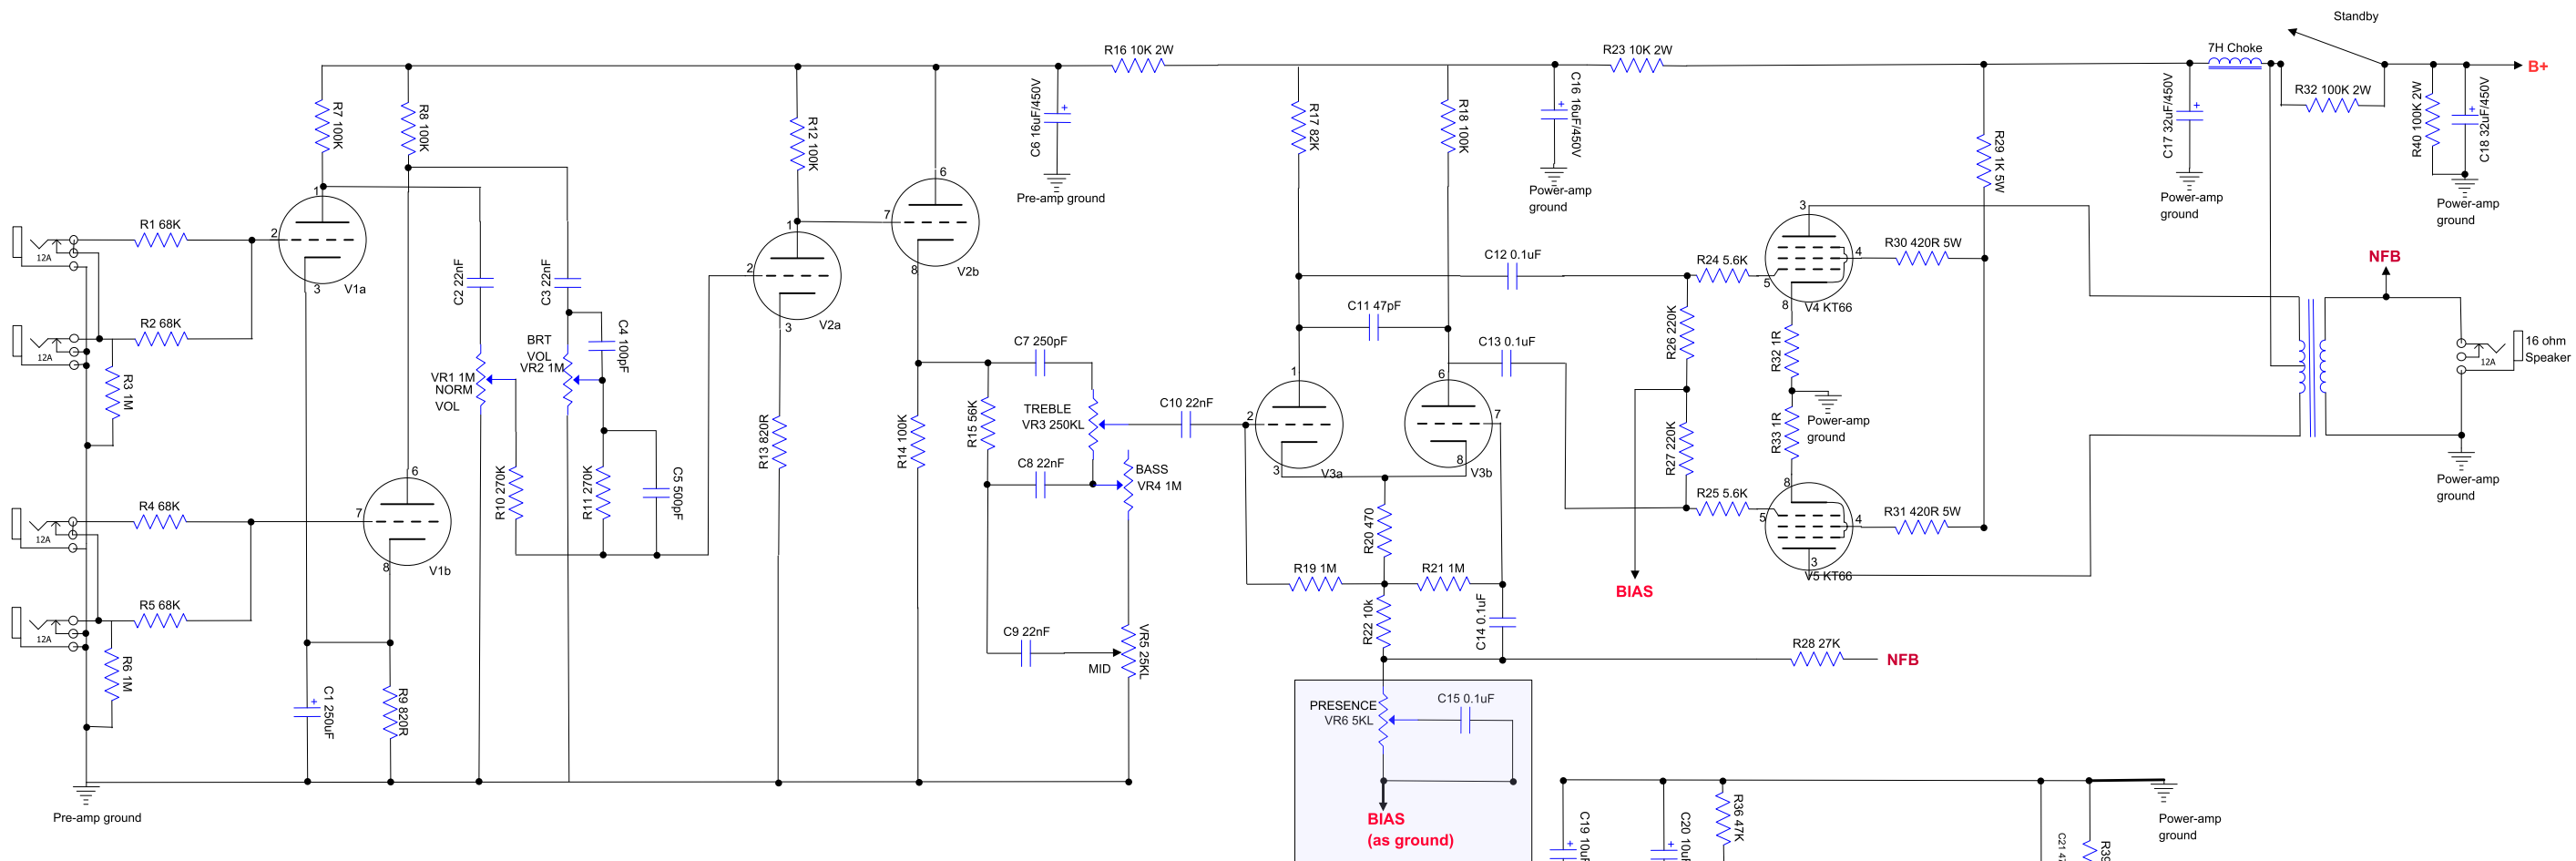 Standby
R16 10K 2W
R23 10K 2W
7H Choke
B+
R7 100K
R8 100K
R12 100K
C6 16uF/450V
Pre-amp ground
R17 82K
R18 100K
C16 16uF/450V
Power-amp
ground
R29 1K 5W
C17 32uF/450V
Power-amp
ground
R32 100K 2W
R40 100K 2W
C18 32uF/450V
Power-amp
ground
R1 68K
12A
R2 68K
12A
R3 1M
1
2
3
V1a
C2 22nF
C3 22nF
C4 100pF
BRT
VOL
VR2 1M
VR1 1M
NORM
VOL
R10 270K
R11 270K
C5 500pF
1
2
3
V2a
6
7
8
V2b
R13 820R
R14 100K
R15 56K
C7 250pF
TREBLE
VR3 250KL
C8 22nF
BASS
VR4 1M
C9 22nF
MID
VR5 25KL
C10 22nF
1
2
3
V3a
C11 47pF
6
7
8
V3b
C12 0.1uF
C13 0.1uF
R24 5.6K
R26 220K
R27 220K
R25 5.6K
BIAS
3
4
5
8
V4 KT66
R30 420R 5W
R32 1R
Power-amp
ground
R33 1R
8
5
4
3
V5 KT66
R31 420R 5W
NFB
16 ohm
Speaker
12A
Power-amp
ground
R4 68K
12A
R5 68K
12A
R6 1M
6
7
8
V1b
C1 250uF
R9 820R
Pre-amp ground
R20 470
R19 1M
R21 1M
R22 10k
C14 0.1uF
R28 27K
NFB
PRESENCE
VR6 5KL
C15 0.1uF
BIAS
(as ground)
C19 10uF
C20 10uF
R36 47K
C21
R39
Power-amp
ground